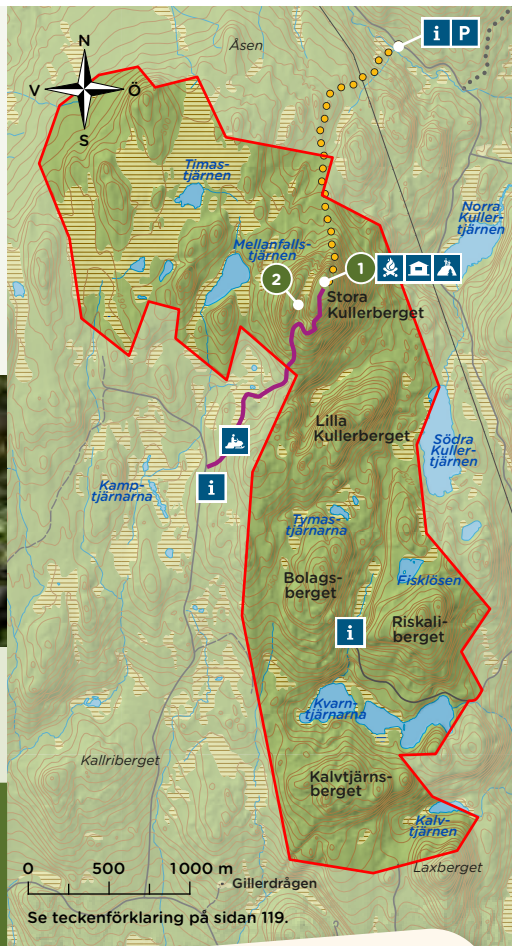 N
Åsen
i P
V Ö
S
Timas-
tjärnen
Norra
Kuller-
tjärnen
Mellanfalls-
tjärnen
1
2
Stora
Kullerberget
Lilla
Kullerberget
Södra
Kuller-
tjärnen
Kamp-
tjärnarna
i
Tymas-
tjärnarna
Bolags-
berget
Fisklösen
Riskali-
berget
i
Kvarn-
tjärnarna
Kallriberget
Kalvtjärns-
berget
Kalv-
tjärnen
Laxberget
0 500 1000 m
Gillerdrågen
Se teckenförklaring på sidan 119.